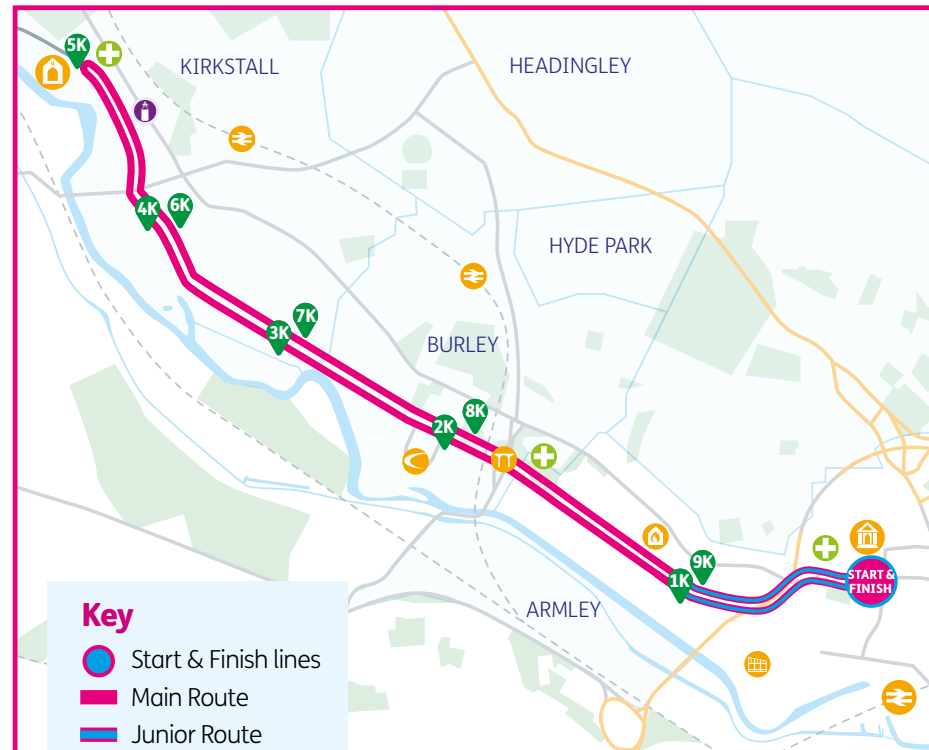 5K
KIRKSTALL
HEADINGLEY
4K
6K
HYDE PARK
7K
3K
BURLEY
8K
2K
9K
1K
START &
FINISH
ARMLEY
Key
Start & Finish lines
Main Route
Junior Route